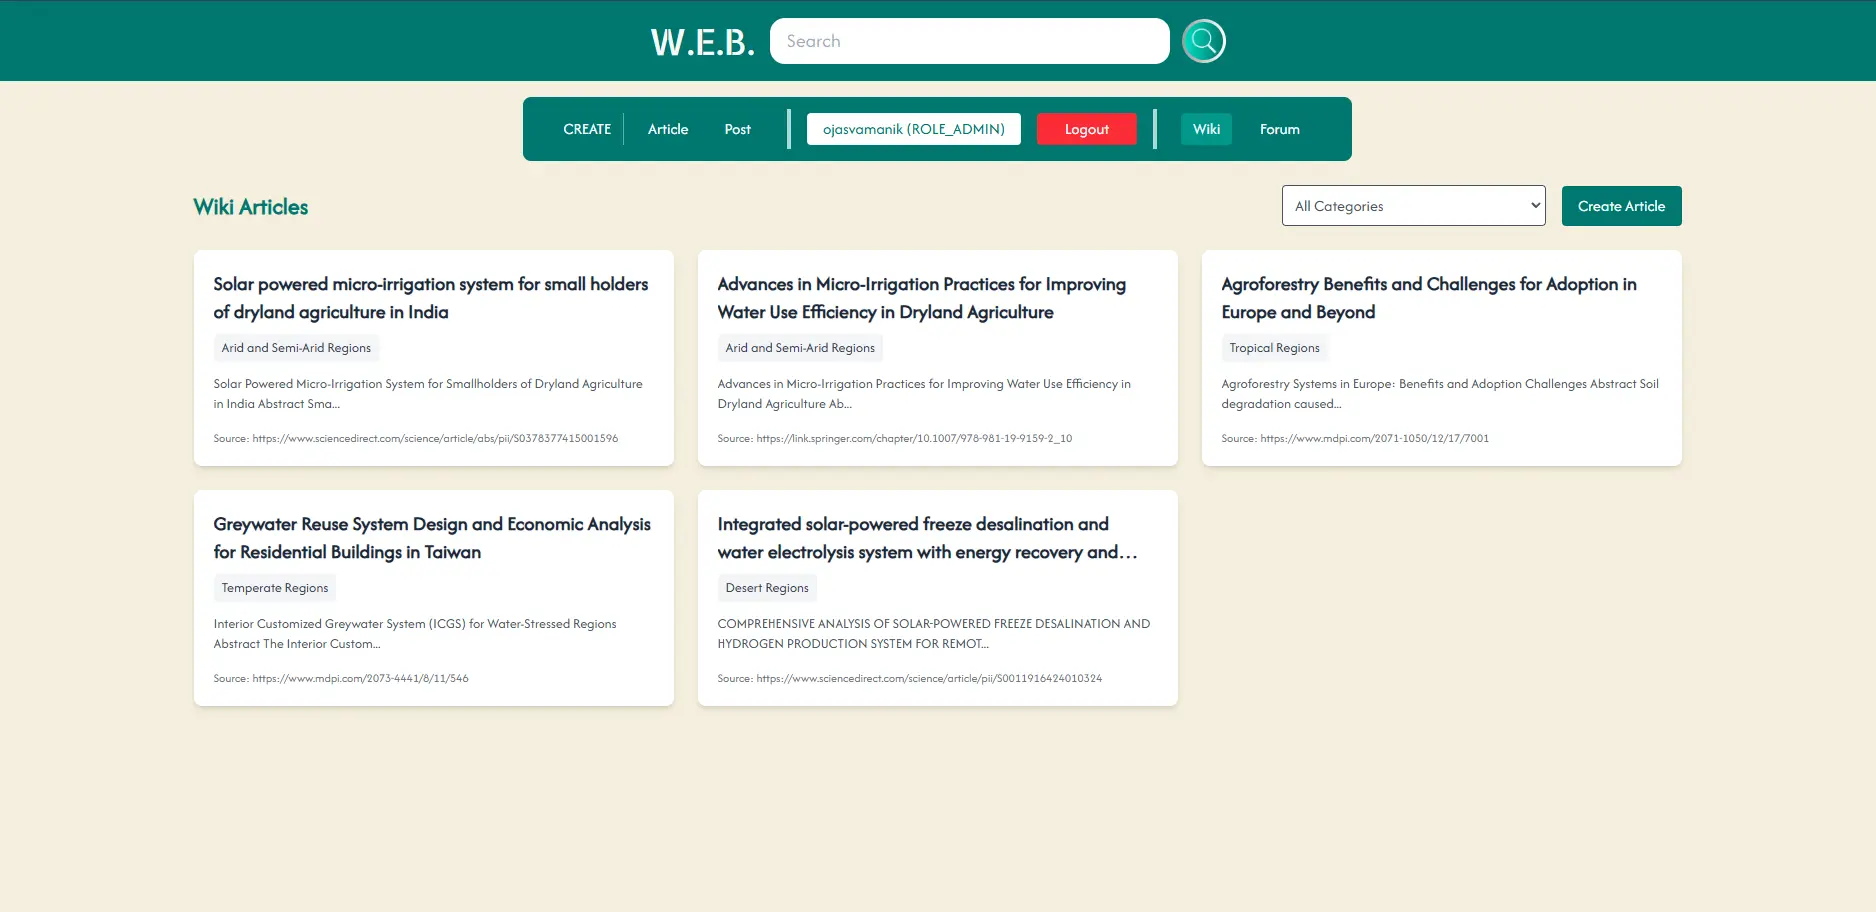 W.E.B. Search
CREATE Article Post ojasvamanik (ROLE_ADMIN) Logout Wiki Forum
Wiki Articles All Categories Create Article
Solar powered micro-irrigation system for small holders
of dryland agriculture in India
Arid and Semi-Arid Regions
Solar Powered Micro-Irrigation System for Smallholders of Dryland Agriculture
in India Abstract Sma...
Source: https://www.sciencedirect.com/science/article/abs/pii/S0378377415001596
Advances in Micro-Irrigation Practices for Improving
Water Use Efficiency in Dryland Agriculture
Arid and Semi-Arid Regions
Advances in Micro-Irrigation Practices for Improving Water Use Efficiency in
Dryland Agriculture Ab...
Source: https://link.springer.com/chapter/10.1007/978-981-19-9159-2_10
Agroforestry Benefits and Challenges for Adoption in
Europe and Beyond
Tropical Regions
Agroforestry Systems in Europe: Benefits and Adoption Challenges Abstract Soil
degradation caused...
Source: https://www.mdpi.com/2071-1050/12/17/7001
Greywater Reuse System Design and Economic Analysis
for Residential Buildings in Taiwan
Temperate Regions
Interior Customized Greywater System (ICGS) for Water-Stressed Regions
Abstract The Interior Custom...
Source: https://www.mdpi.com/2073-4441/8/11/546
Integrated solar-powered freeze desalination and
water electrolysis system with energy recovery and...
Desert Regions
COMPREHENSIVE ANALYSIS OF SOLAR-POWERED FREEZE DESALINATION AND
HYDROGEN PRODUCTION SYSTEM FOR REMOT...
Source: https://www.sciencedirect.com/science/article/pii/S0011916424010324